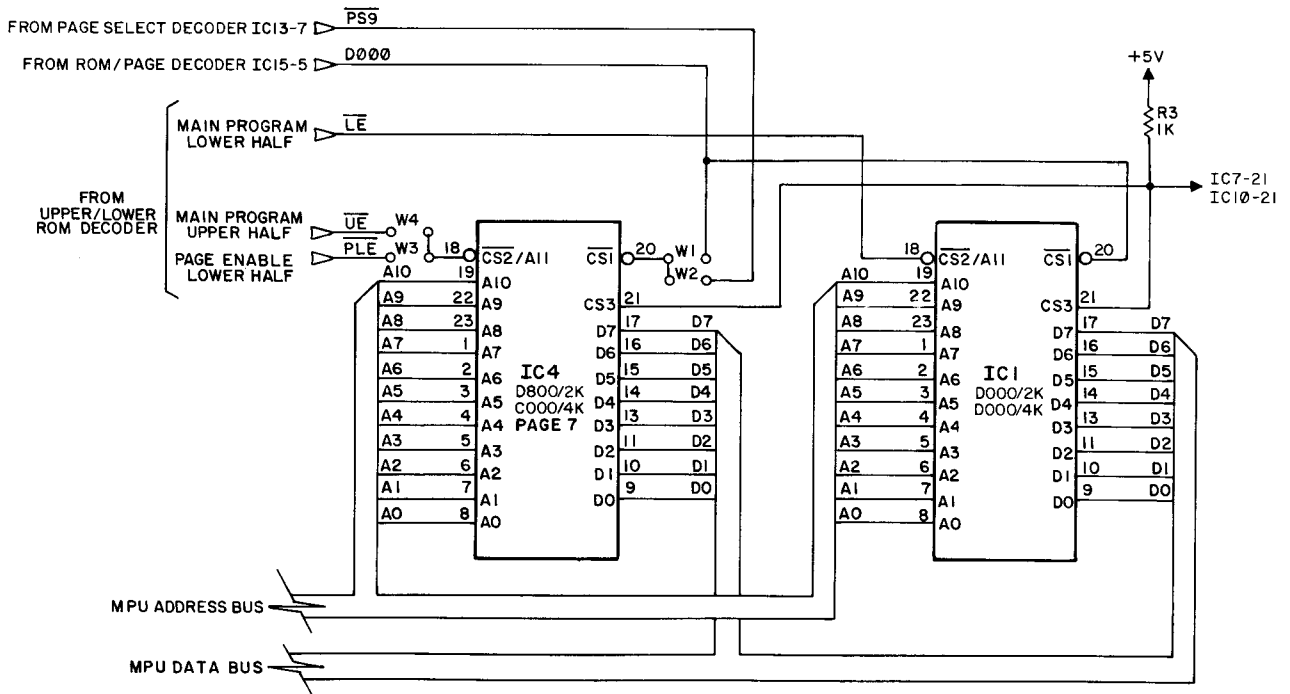 FROM PAGE SELECT DECODER IC13-7 PS9
FROM ROM/PAGE DECODER IC15-5 D000
+5V
R3
1K
MAIN PROGRAM
LOWER HALF
LE
IC7-21
IC10-21
FROM
UPPER/LOWER
ROM DECODER
MAIN PROGRAM
UPPER HALF
UE W4
PAGE ENABLE
LOWER HALF
PLE W3
18 CS2/A11
19 A10 A10
A9 22 A9
A8 23 A8
A7 1 A7
A6 2 A6
A5 3 A5
A4 4 A4
A3 5 A3
A2 6 A2
A1 7 A1
A0 8 A0
IC4
D800/2K
C000/4K
PAGE 7
CS1 20 W1
W2
CS3 21
D7 17 D7
D6 16 D6
D5 15 D5
D4 14 D4
D3 13 D3
D2 11 D2
D1 10 D1
D0 9 D0
18 CS2/A11
A10 19 A10
A9 22 A9
A8 23 A8
A7 1 A7
A6 2 A6
A5 3 A5
A4 4 A4
A3 5 A3
A2 6 A2
A1 7 A1
A0 8 A0
IC1
D000/2K
D000/4K
CS1 20
CS3 21
D7 17 D7
D6 16 D6
D5 15 D5
D4 14 D4
D3 13 D3
D2 11 D2
D1 10 D1
D0 9 D0
MPU ADDRESS BUS
MPU DATA BUS